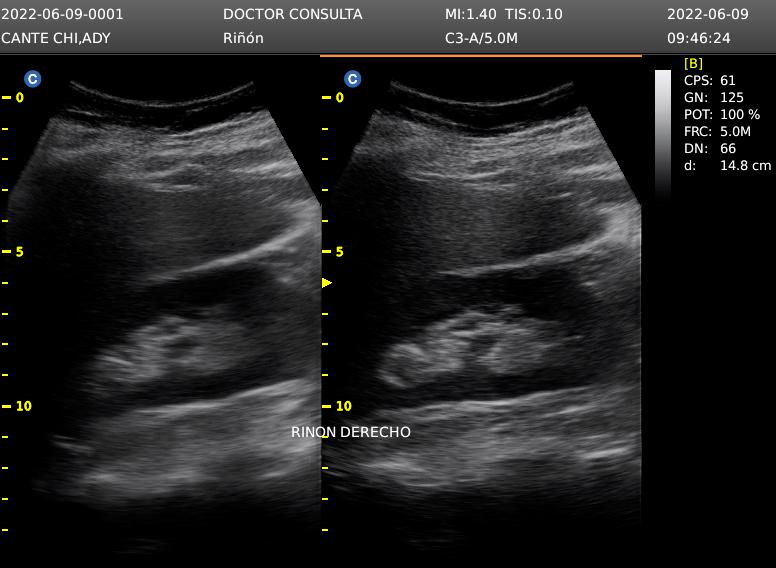 2022-06-09-0001 DOCTOR CONSULTA MI:1.40 TIS:0.10 2022-06-09
CANTE CHI,ADY Riñón C3-A/5.0M 09:46:24
[B]
C C
CPS: 61
0 0
GN: 125
POT: 100 %
FRC: 5.0M
DN: 66
d: 14.8 cm
5 5
10 10
RINON DERECHO